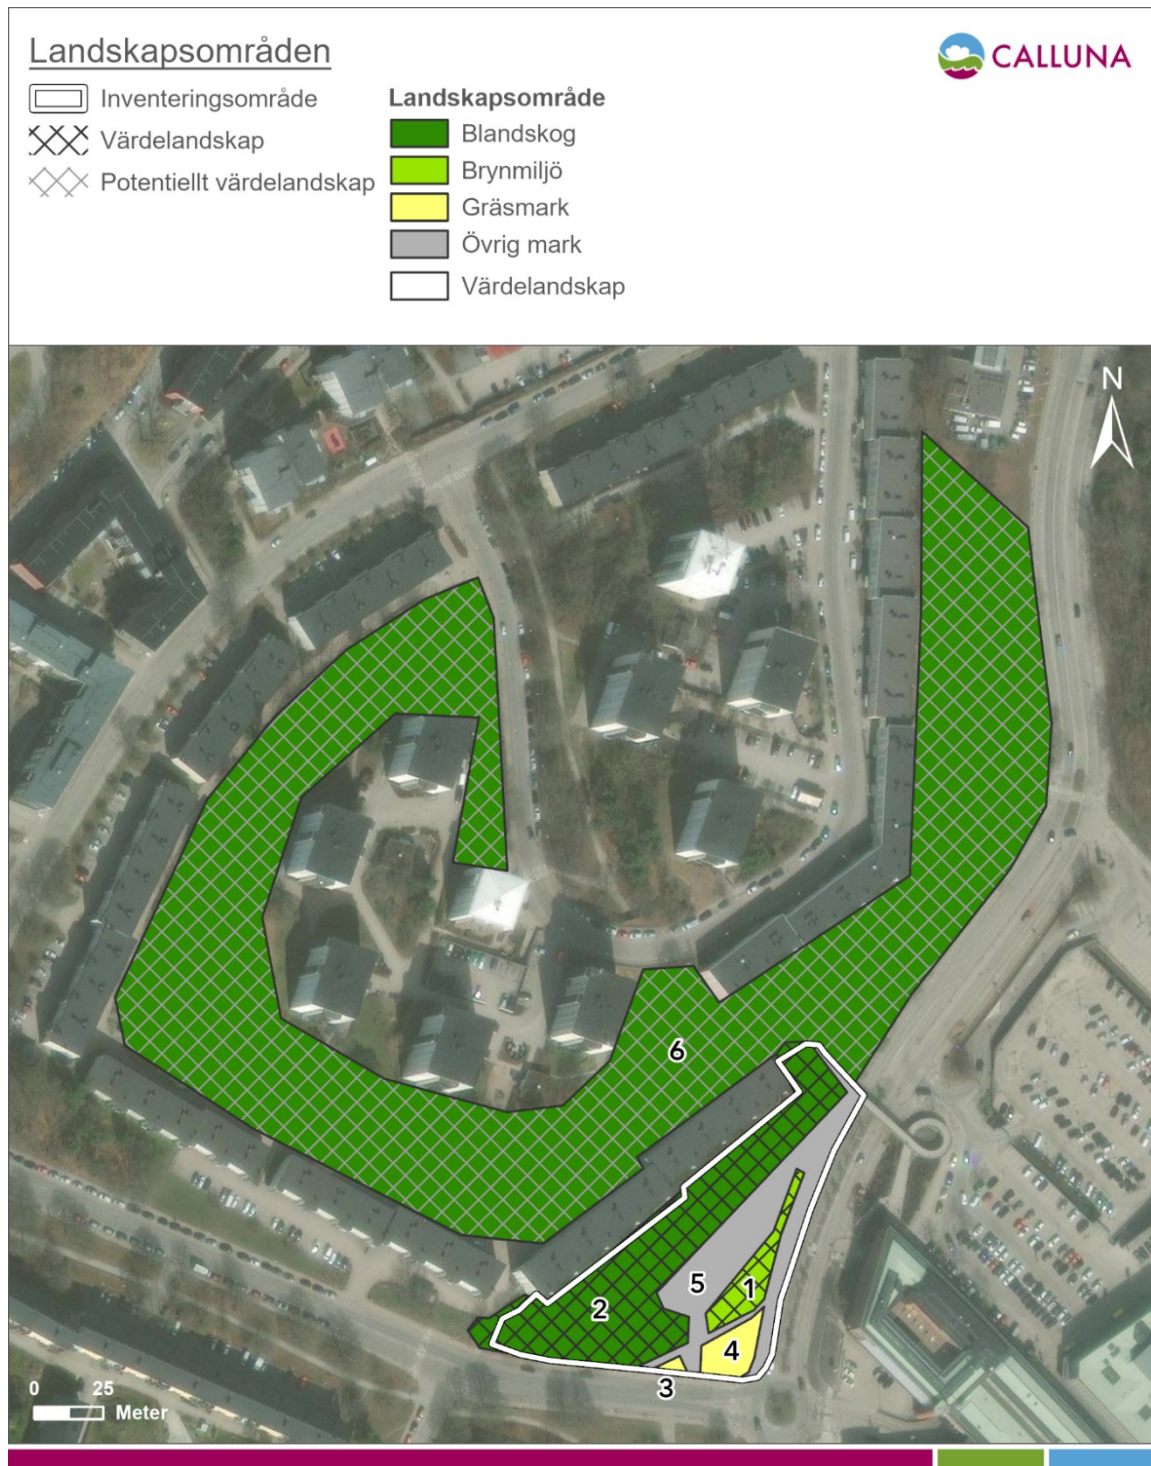 Landskapsområden
CALLUNA
Inventeringsområde
Värdelandskap
Potentiellt värdelandskap
Landskapsområde
Blandskog
Brynmiljö
Gräsmark
Övrig mark
Värdelandskap
N
6
5
1
2
4
3
0 25
Meter